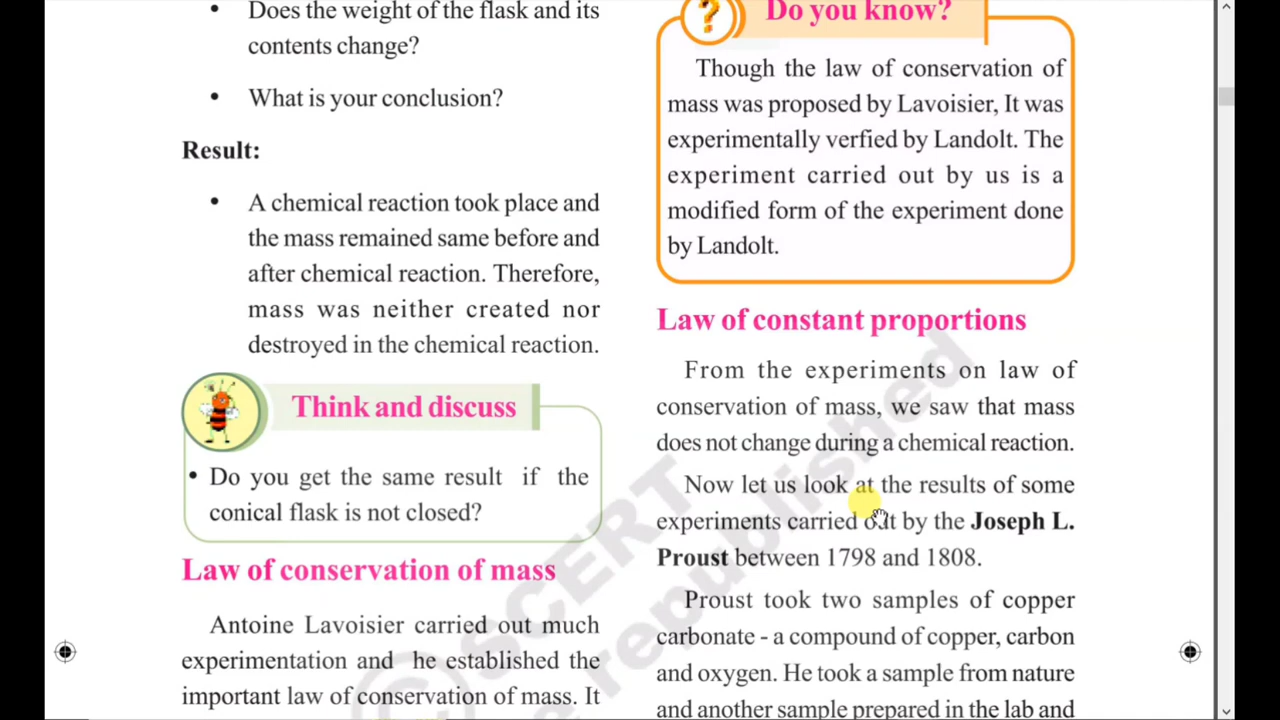 • Does the weight of the flask and its
contents change?
• What is your conclusion?
Result:
• A chemical reaction took place and
the mass remained same before and
after chemical reaction. Therefore,
mass was neither created nor
destroyed in the chemical reaction.
Think and discuss
• Do you get the same result if the
conical flask is not closed?
Law of conservation of mass
Antoine Lavoisier carried out much
experimentation and he established the
important law of conservation of mass. It
? Do you know?
Though the law of conservation of
mass was proposed by Lavoisier, It was
experimentally verfied by Landolt. The
experiment carried out by us is a
modified form of the experiment done
by Landolt.
Law of constant proportions
From the experiments on law of
conservation of mass, we saw that mass
does not change during a chemical reaction.
Now let us look at the results of some
experiments carried out by the Joseph L.
Proust between 1798 and 1808.
Proust took two samples of copper
carbonate - a compound of copper, carbon
and oxygen. He took a sample from nature
and another sample prepared in the lab and
© SCERT
e republished